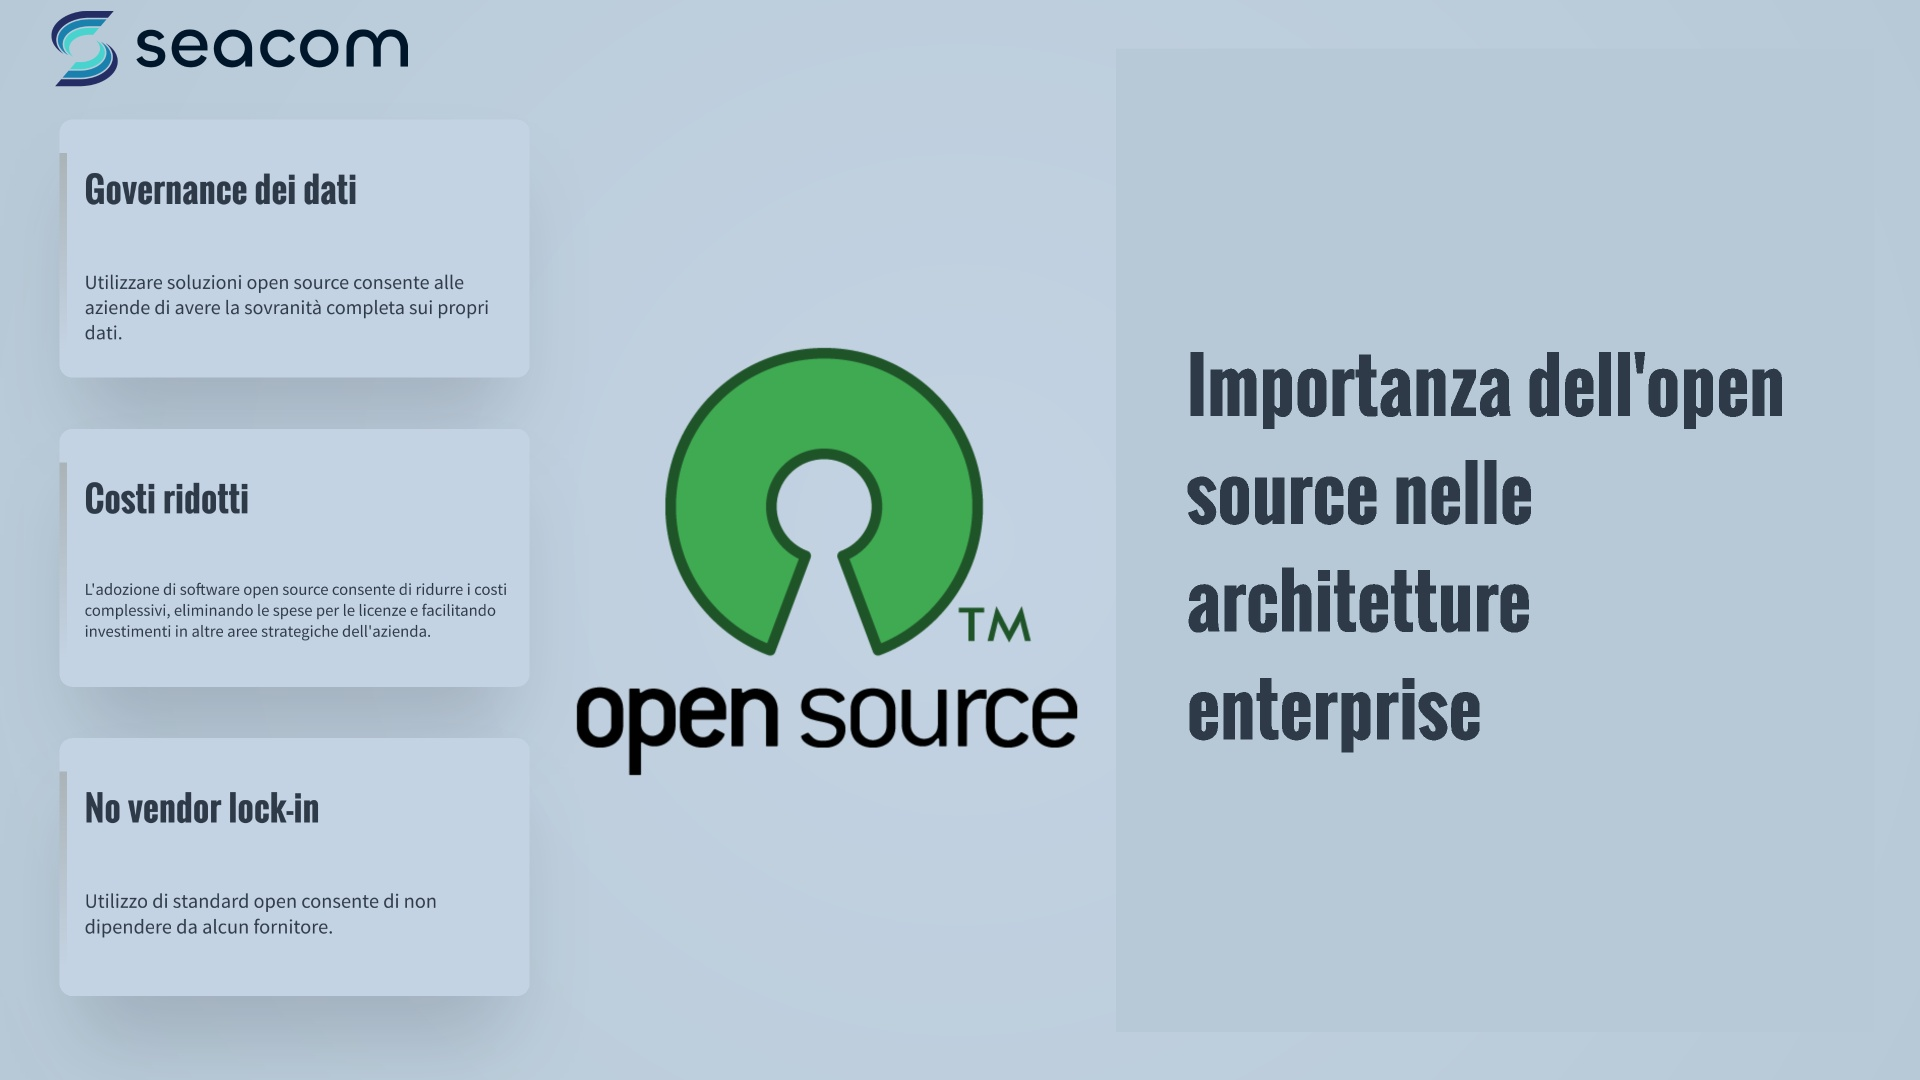 seacom
Governance dei dati
Utilizzare soluzioni open source consente alle
aziende di avere la sovranità completa sui propri
dati.
Costi ridotti
L'adozione di software open source consente di ridurre i costi
complessivi, eliminando le spese per le licenze e facilitando
investimenti in altre aree strategiche dell'azienda.
No vendor lock-in
Utilizzo di standard open consente di non
dipendere da alcun fornitore.
TM
open source
Importanza dell'open
source nelle
architetture
enterprise